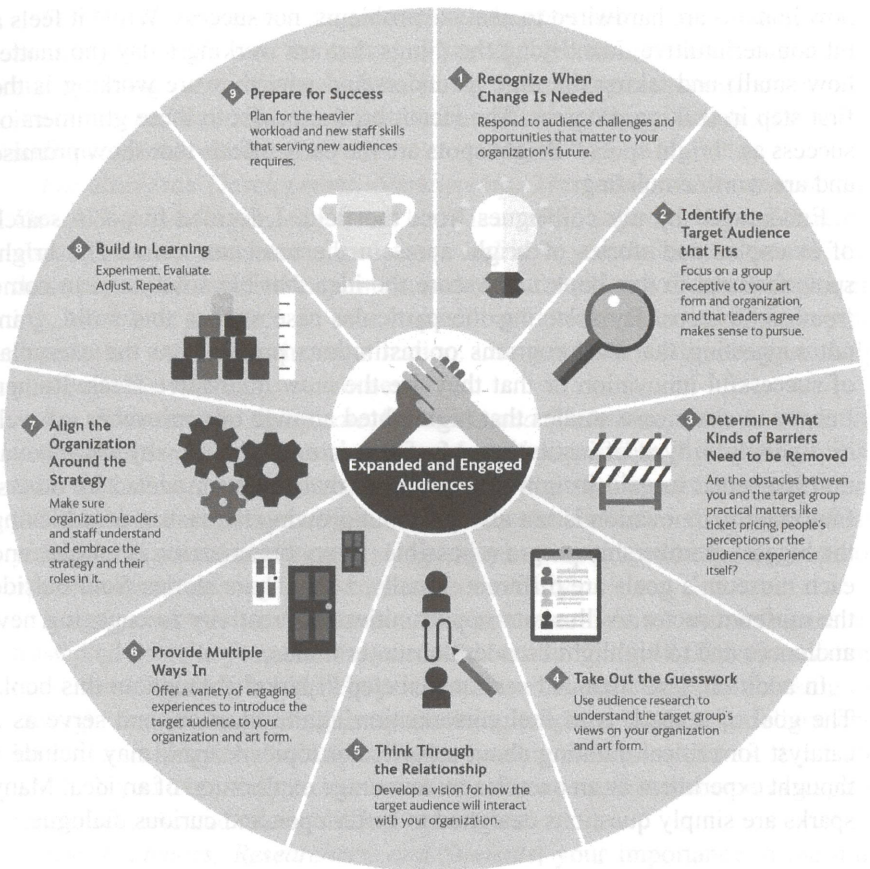 1 Recognize When
Change Is Needed
Respond to audience challenges and
opportunities that matter to your
organization's future.
2 Identify the
Target Audience
that Fits
Focus on a group
receptive to your art
form and organization,
and that leaders agree
makes sense to pursue.
3 Determine What
Kinds of Barriers
Need to be Removed
Are the obstacles between
you and the target group
practical matters like
ticket pricing, people's
perceptions or the
audience experience
itself?
4 Take Out the Guesswork
Use audience research to
understand the target group's
views on your organization
and art form.
5 Think Through
the Relationship
Develop a vision for how the
target audience will interact
with your organization.
6 Provide Multiple
Ways In
Offer a variety of engaging
experiences to introduce the
target audience to your
organization and art form.
7 Align the
Organization
Around the
Strategy
Make sure
organization leaders
and staff understand
and embrace the
strategy and their
roles in it.
8 Build in Learning
Experiment. Evaluate.
Adjust. Repeat.
9 Prepare for Success
Plan for the heavier
workload and new staff skills
that serving new audiences
requires.
Expanded and Engaged
Audiences